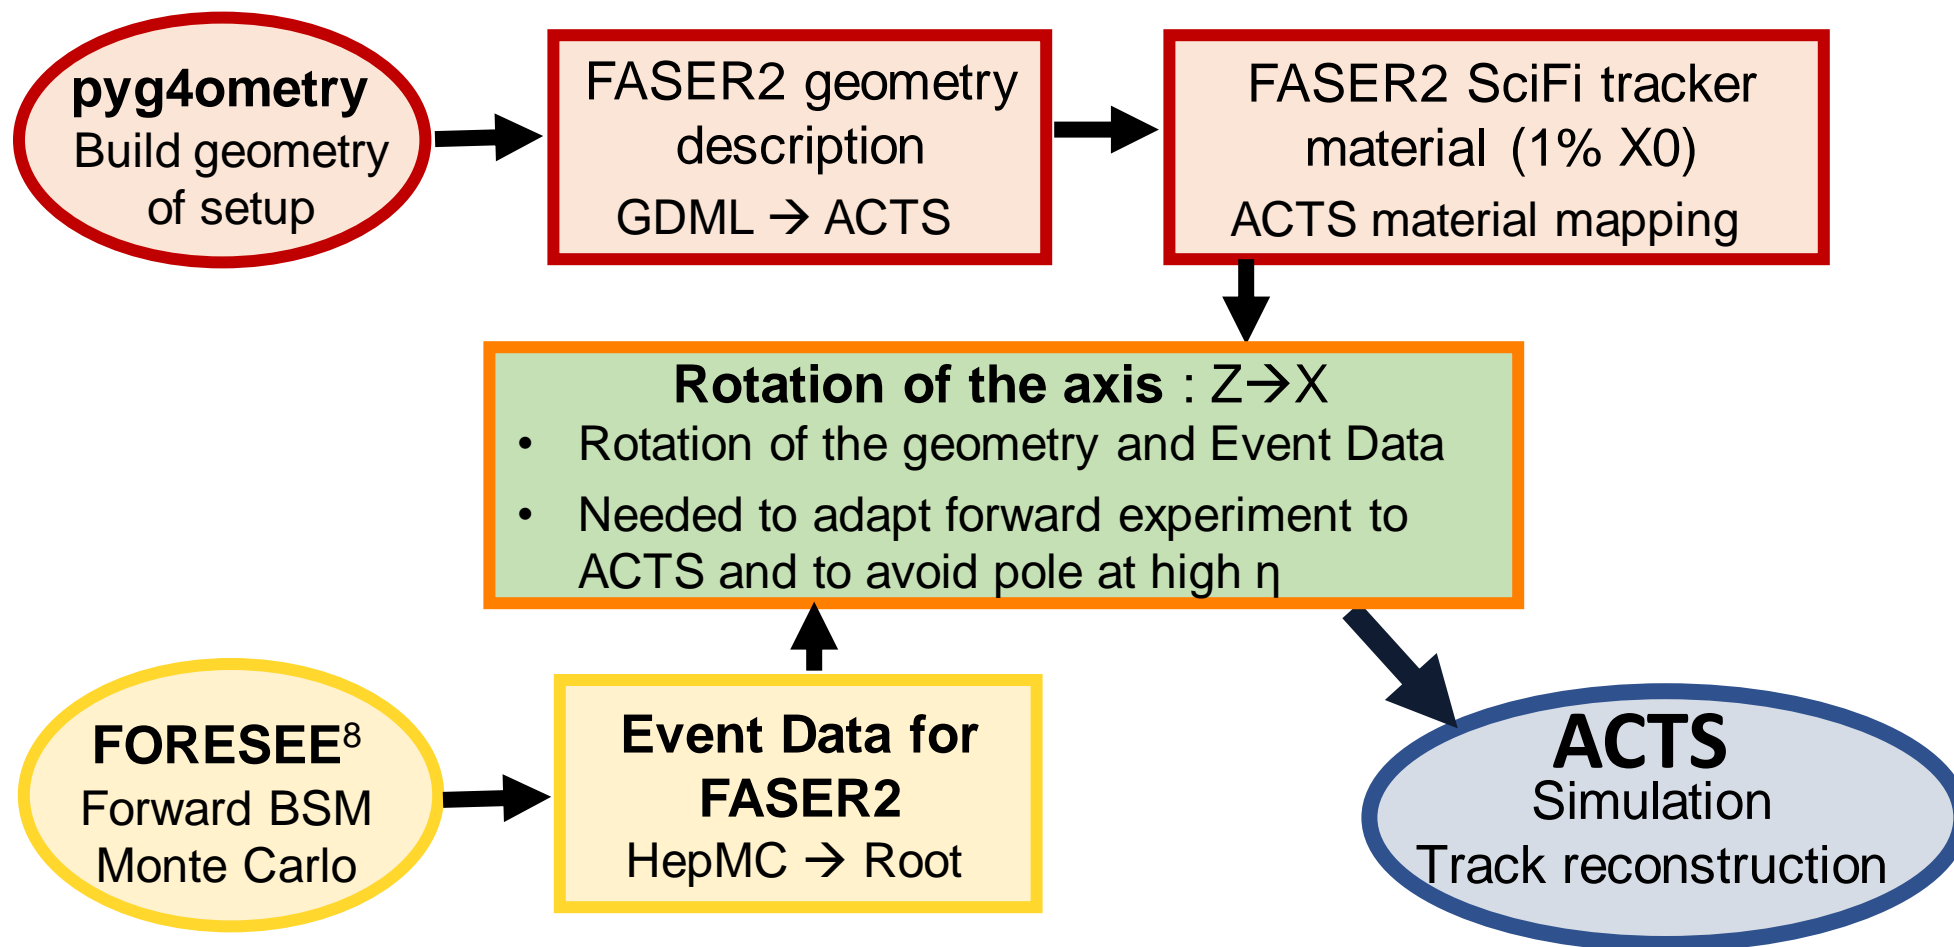 pyg4ometry
Build geometry
of setup
FASER2 geometry
description
GDML → ACTS
FASER2 SciFi tracker
material (1% X0)
ACTS material mapping
Rotation of the axis : Z→X
• Rotation of the geometry and Event Data
• Needed to adapt forward experiment to
ACTS and to avoid pole at high η
FORESEE⁸
Forward BSM
Monte Carlo
Event Data for
FASER2
HepMC → Root
ACTS
Simulation
Track reconstruction